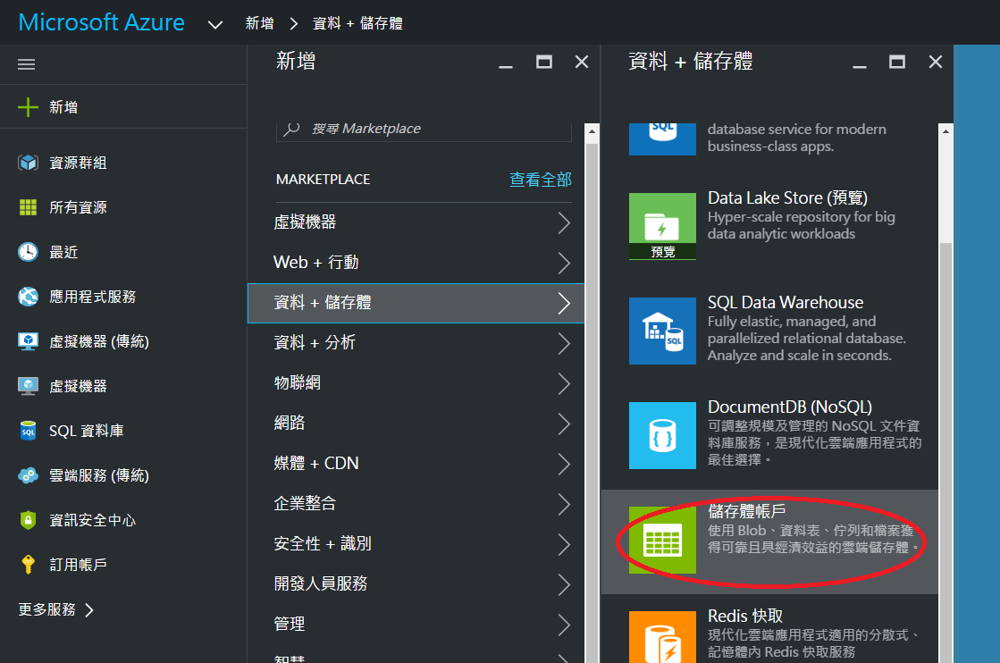 Microsoft Azure
新增
資料 + 儲存體
新增
資源群組
所有資源
最近
應用程式服務
虛擬機器 (傳統)
虛擬機器
SQL
SQL 資料庫
雲端服務 (傳統)
資訊安全中心
訂用帳戶
更多服務
新增
搜尋 Marketplace
MARKETPLACE
查看全部
虛擬機器
Web + 行動
資料 + 儲存體
資料 + 分析
物聯網
網路
媒體 + CDN
企業整合
安全性 + 識別
開發人員服務
管理
智慧
資料 + 儲存體
SQL
database service for modern
business-class apps.
Data Lake Store (預覽)
Hyper-scale repository for big
data analytic workloads
預覽
SQL Data Warehouse
Fully elastic, managed, and
parallelized relational database.
Analyze and scale in seconds.
SQL
DocumentDB (NoSQL)
可調整規模及管理的 NoSQL 文件資
料庫服務，是現代化雲端應用程式的
最佳選擇。
儲存體帳戶
使用 Blob、資料表、佇列和檔案獲
得可靠且具經濟效益的雲端儲存體。
Redis 快取
現代化雲端應用程式適用的分散式、
記憶體內 Redis 快取服務